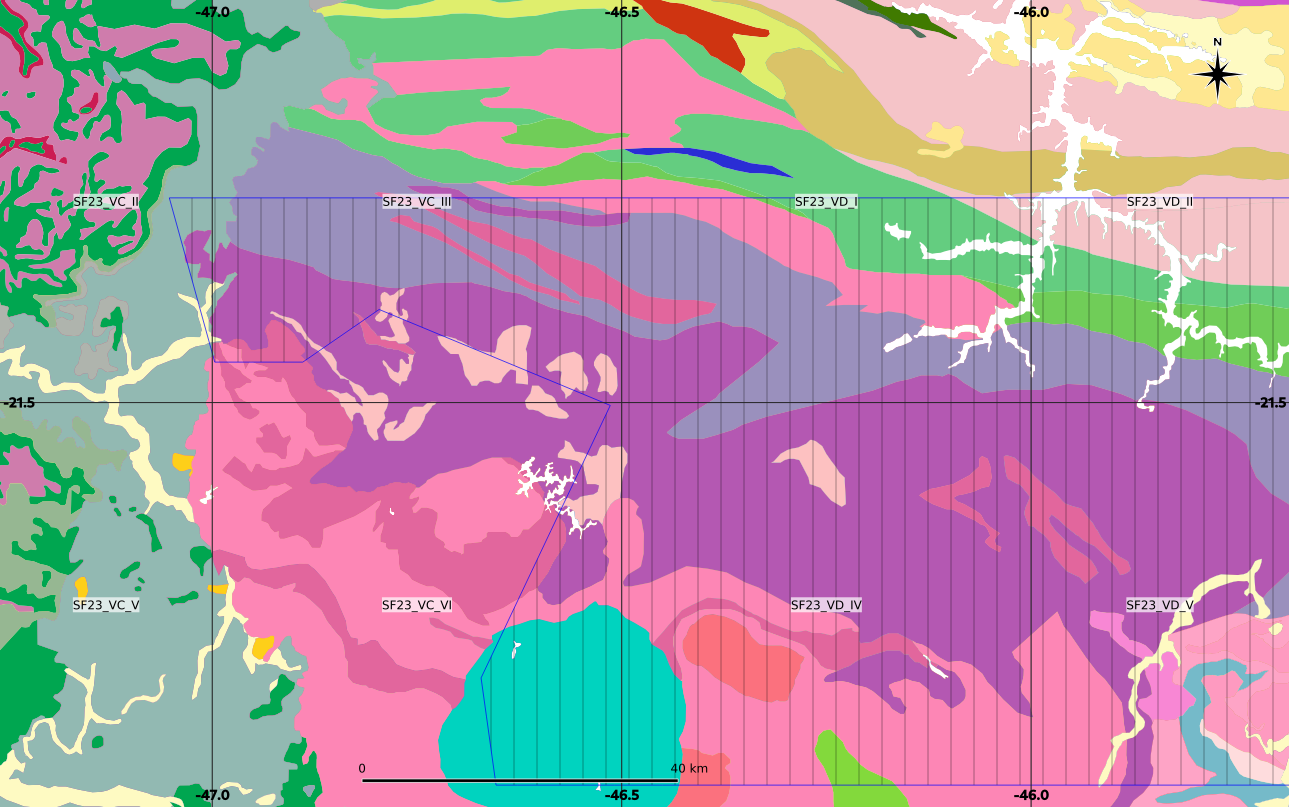 -47.0
-46.5
-46.0
N
SF23_VC_II
SF23_VC_III
SF23_VD_I
SF23_VD_II
-21.5
-21.5
SF23_VC_V
SF23_VC_VI
SF23_VD_IV
SF23_VD_V
0
40 km
-47.0
-46.5
-46.0